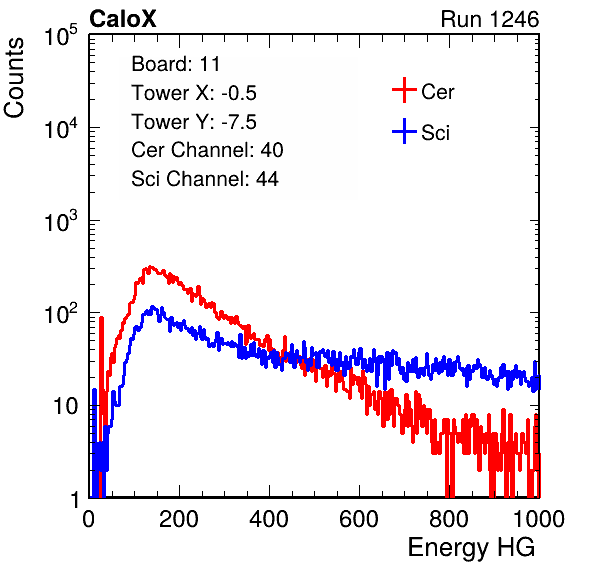 CaloX Run 1246
Counts
10^5
10^4
10^3
10^2
10
1
Board: 11
Tower X: -0.5
Tower Y: -7.5
Cer Channel: 40
Sci Channel: 44
Cer
Sci
0 200 400 600 800 1000
Energy HG